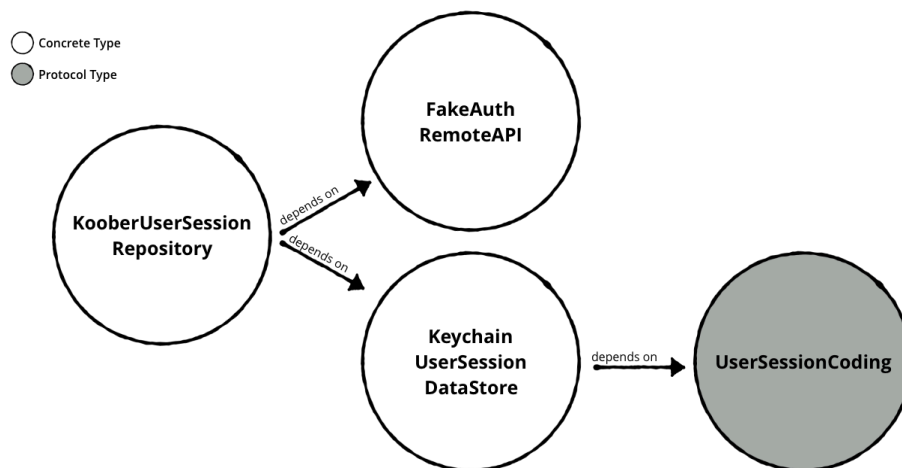 Concrete Type
Protocol Type
FakeAuth
RemoteAPI
KooberUserSession
Repository
depends on
depends on
Keychain
UserSession
DataStore
depends on
UserSessionCoding